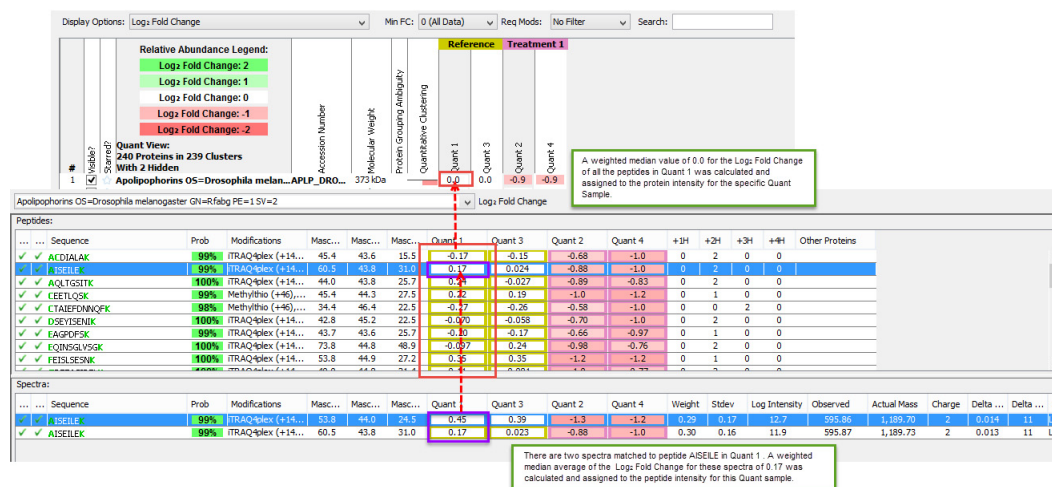 Display Options: Log₂ Fold Change Min FC: 0 (All Data) Req Mods: No Filter Search:
Reference Treatment 1
Relative Abundance Legend:
Log₂ Fold Change: 2
Log₂ Fold Change: 1
Log₂ Fold Change: 0
Log₂ Fold Change: -1
Log₂ Fold Change: -2
Quant View:
240 Proteins in 239 Clusters
With 2 Hidden
# Visible? Starred? Accession Number Molecular Weight Protein Grouping Ambiguity Quantitative Clustering Quant 1 Quant 3 Quant 2 Quant 4
1 Apolipophorins OS=Drosophila melan...APLP_DRO... 373 kDa 0.0 0.0 -0.9 -0.9
A weighted median value of 0.0 for the Log₂ Fold Change
of all the peptides in Quant 1 was calculated and
assigned to the protein intensity for the specific Quant
Sample.
Apolipophorins OS=Drosophila melanogaster GN=Rfabg PE=1 SV=2 Log₂ Fold Change
Peptides:
... ... Sequence Prob Modifications Masc... Masc... Masc... Quant 1 Quant 3 Quant 2 Quant 4 +1H +2H +3H +4H Other Proteins
ACDIALAK 99% iTRAQ4plex (+14... 45.4 43.6 15.5 -0.17 -0.15 -0.68 -1.0 0 2 0 0
AISEILEK 99% iTRAQ4plex (+14... 60.5 43.8 31.0 0.17 0.024 -0.88 -1.0 0 2 0 0
AQLTGSITK 100% iTRAQ4plex (+14... 44.0 43.8 25.7 -0.027 -0.89 -0.83 0 2 0 0
CEETLQSK 99% Methylthio (+46),... 45.4 44.3 27.5 0.22 0.19 -1.0 -1.2 0 1 0 0
CTAIEFDNNQFK 98% Methylthio (+46),... 34.4 46.4 22.5 -0.27 -0.26 -0.58 -1.0 0 0 2 0
DSEYISENIK 100% iTRAQ4plex (+14... 42.8 45.2 22.5 -0.070 -0.058 -0.70 -1.0 0 2 0 0
EAGPDFSK 99% iTRAQ4plex (+14... 43.7 43.6 25.7 -0.20 -0.17 -0.66 -0.97 0 1 0 0
EQINSGLVSGK 100% iTRAQ4plex (+14... 73.8 44.8 48.9 -0.097 0.24 -0.98 -0.76 0 2 0 0
FEISLSESNK 100% iTRAQ4plex (+14... 53.8 44.9 27.2 0.35 0.35 -1.2 -1.2 0 1 0 0
Spectra:
... ... Sequence Prob Modifications Masc... Masc... Masc... Quant 1 Quant 3 Quant 2 Quant 4 Weight Stdev Log Intensity Observed Actual Mass Charge Delta ... Delta ...
AISEILEK 99% iTRAQ4plex (+14... 53.8 44.0 24.5 0.45 0.39 -1.3 -1.2 0.29 0.17 12.7 595.86 1,189.70 2 0.014 11
AISEILEK 99% iTRAQ4plex (+14... 60.5 43.8 31.0 0.17 0.023 -0.88 -1.0 0.30 0.16 11.9 595.87 1,189.73 2 0.013 11
There are two spectra matched to peptide AISEILE in Quant 1 . A weighted
median average of the Log₂ Fold Change for these spectra of 0.17 was
calculated and assigned to the peptide intensity for this Quant sample.